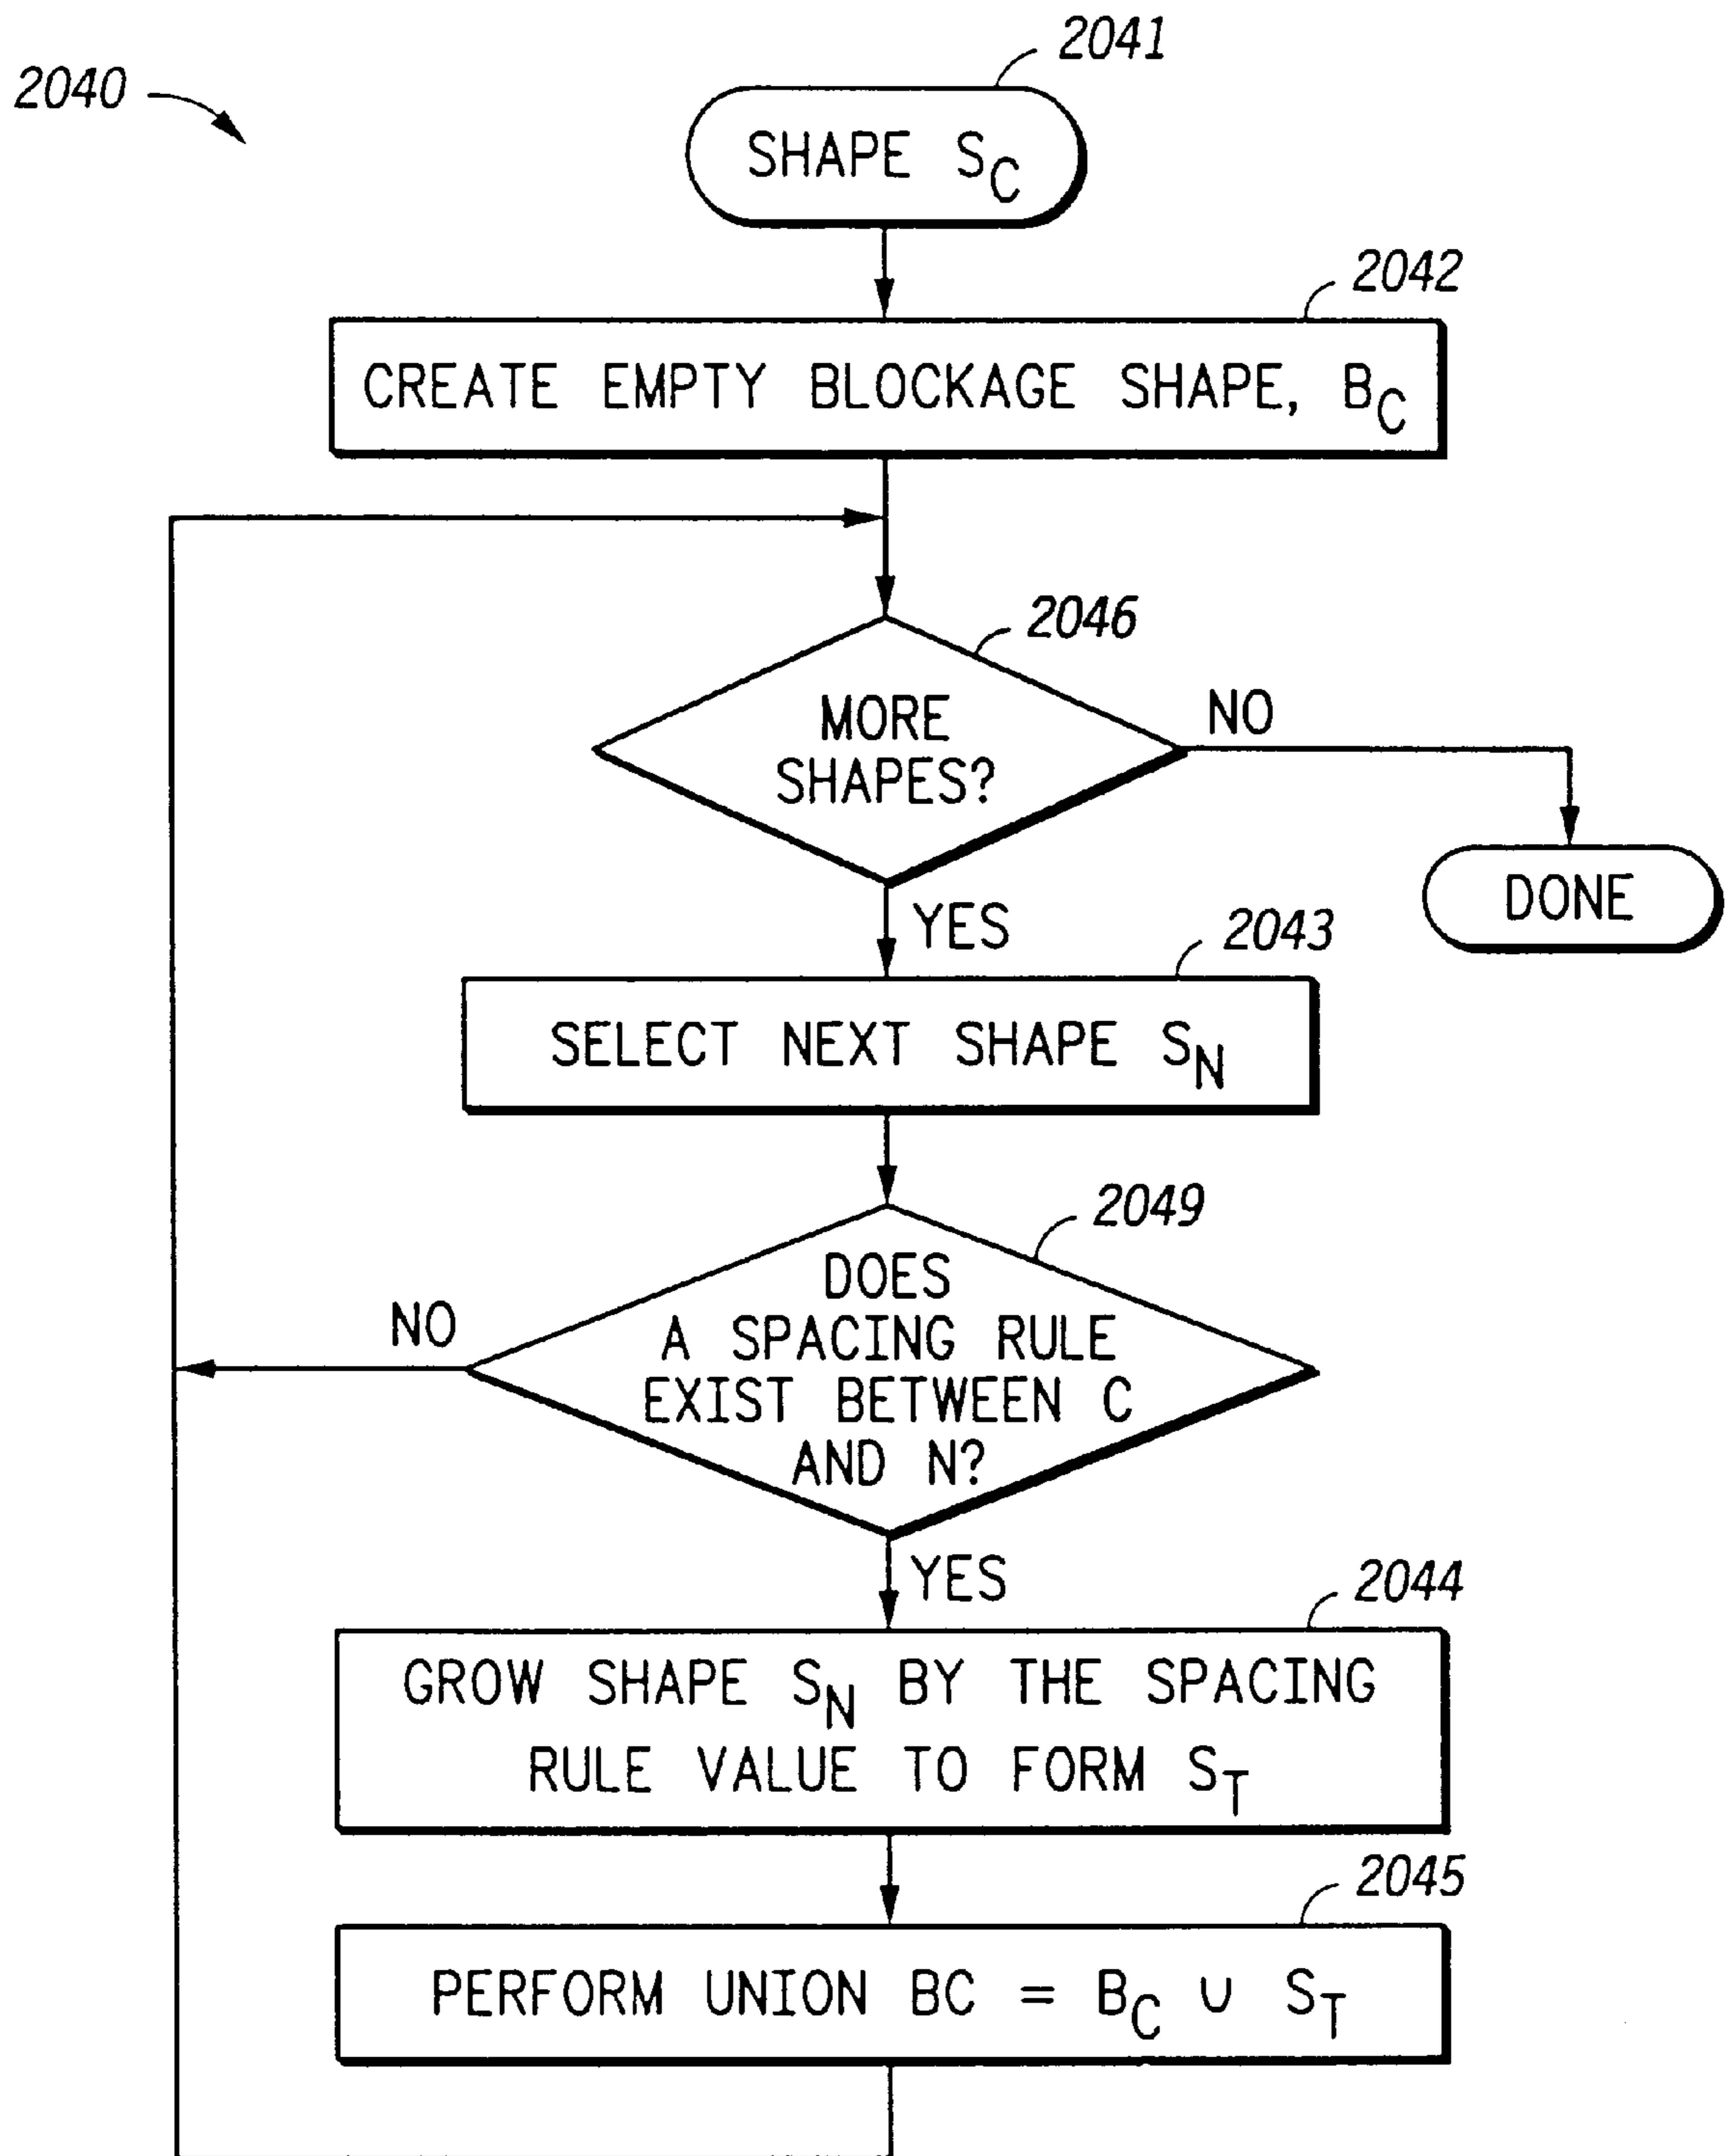 2040
2041
SHAPE S_C
2042
CREATE EMPTY BLOCKAGE SHAPE, B_C
2046
MORE
SHAPES?
NO
DONE
YES
2043
SELECT NEXT SHAPE S_N
2049
DOES
A SPACING RULE
EXIST BETWEEN C
AND N?
NO
YES
2044
GROW SHAPE S_N BY THE SPACING
RULE VALUE TO FORM S_T
2045
PERFORM UNION BC = B_C ∪ S_T